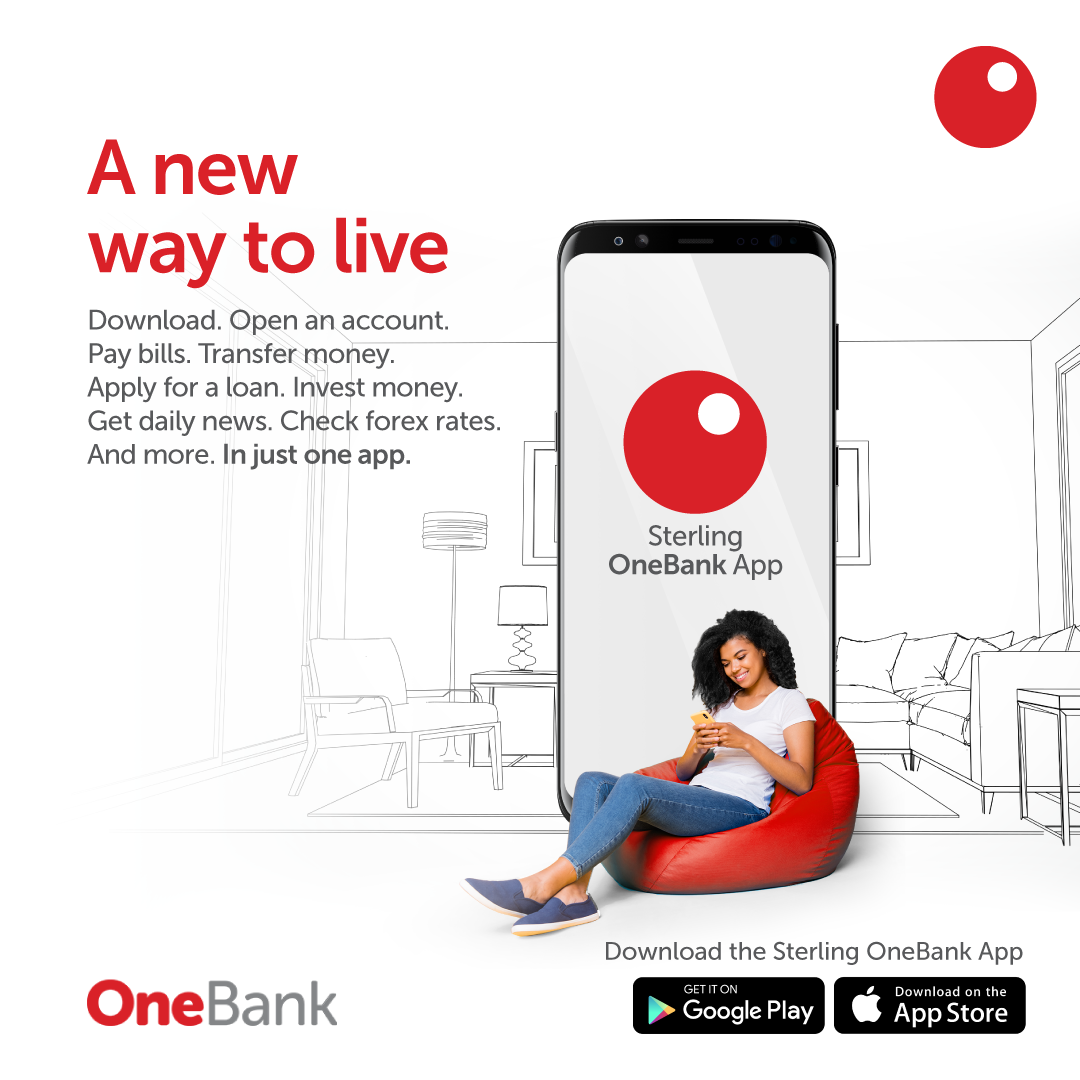 A new
way to live
Download. Open an account.
Pay bills. Transfer money.
Apply for a loan. Invest money.
Get daily news. Check forex rates.
And more. In just one app.
Sterling
OneBank App
Download the Sterling OneBank App
OneBank
GET IT ON
Google Play
Download on the
App Store